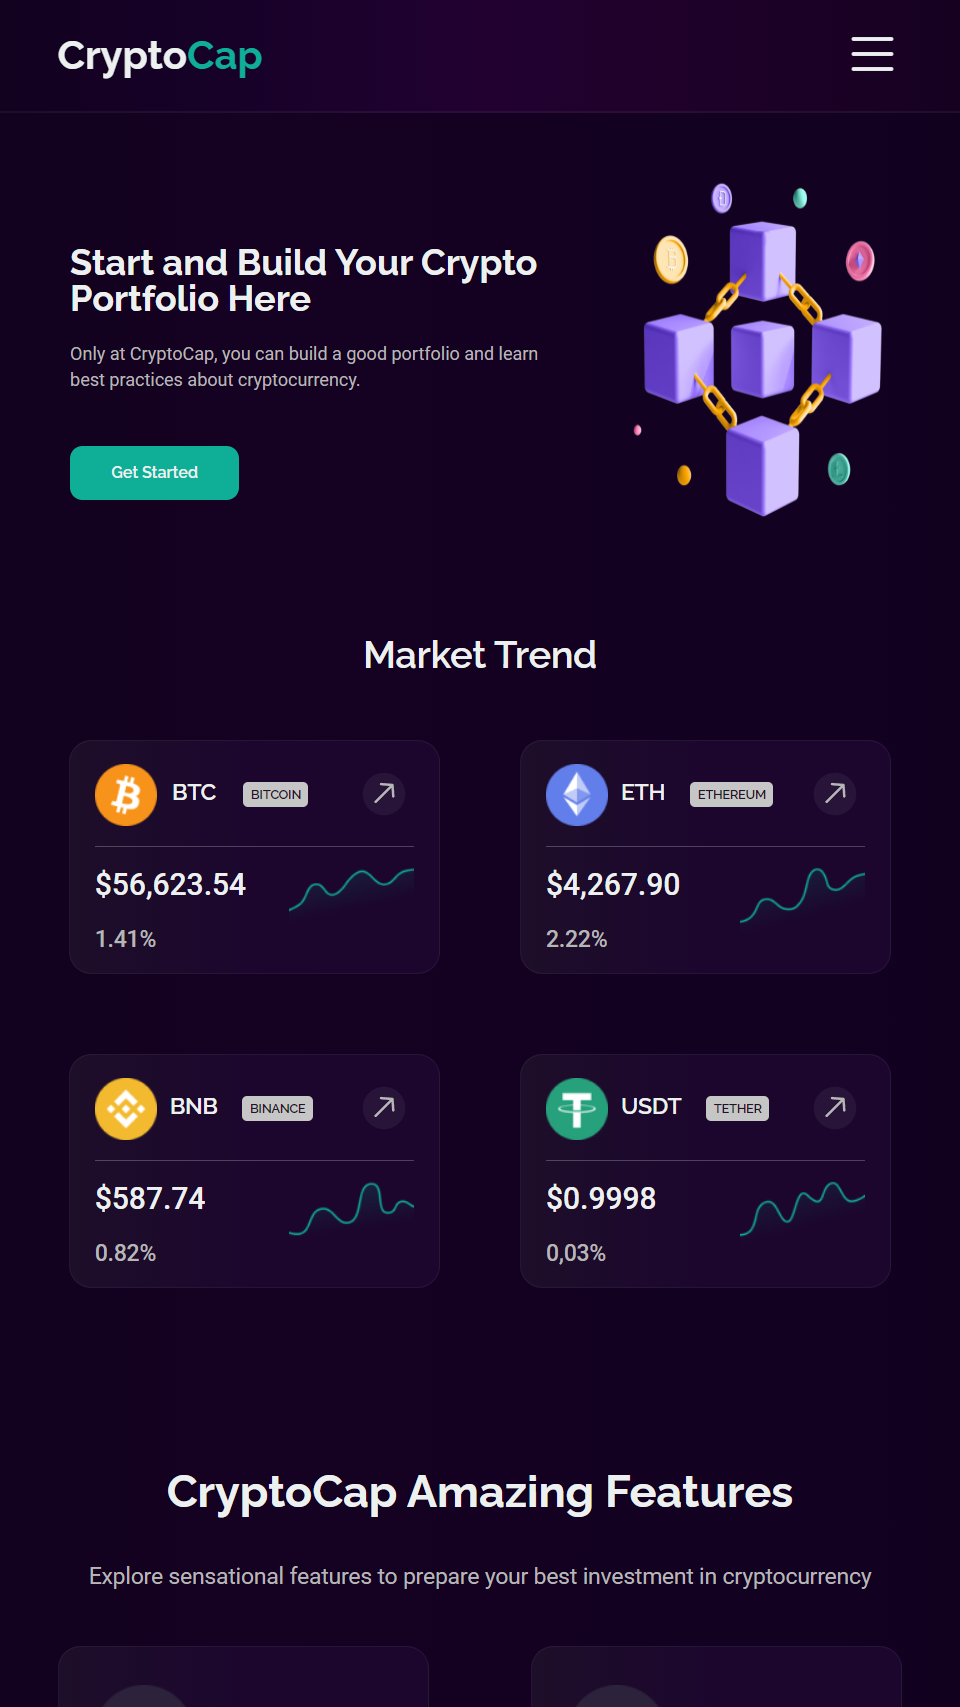 CryptoCap
Start and Build Your Crypto
Portfolio Here
Only at CryptoCap, you can build a good portfolio and learn
best practices about cryptocurrency.
Get Started
Market Trend
BTC BITCOIN
$56,623.54
1.41%
ETH ETHEREUM
$4,267.90
2.22%
BNB BINANCE
$587.74
0.82%
USDT TETHER
$0.9998
0,03%
CryptoCap Amazing Features
Explore sensational features to prepare your best investment in cryptocurrency